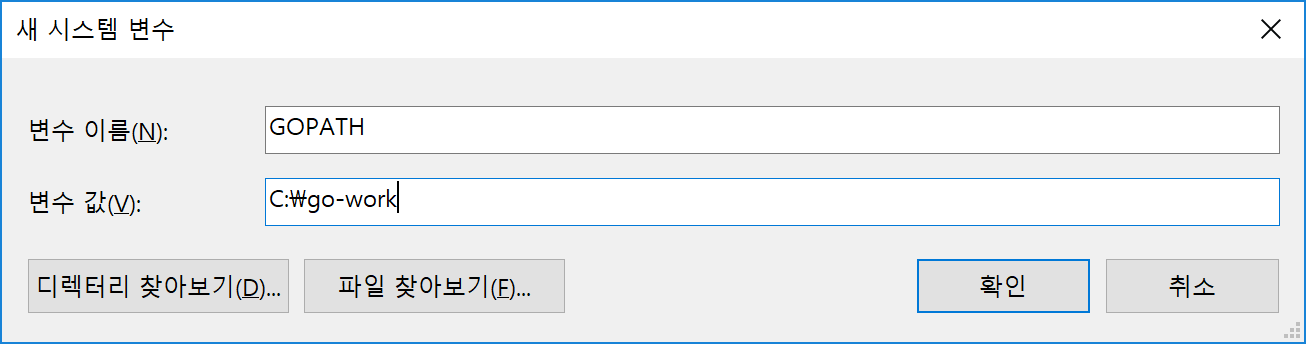 새 시스템 변수
변수 이름(N): GOPATH
변수 값(V): C:₩go-work
디렉터리 찾아보기(D)... 파일 찾아보기(F)... 확인 취소